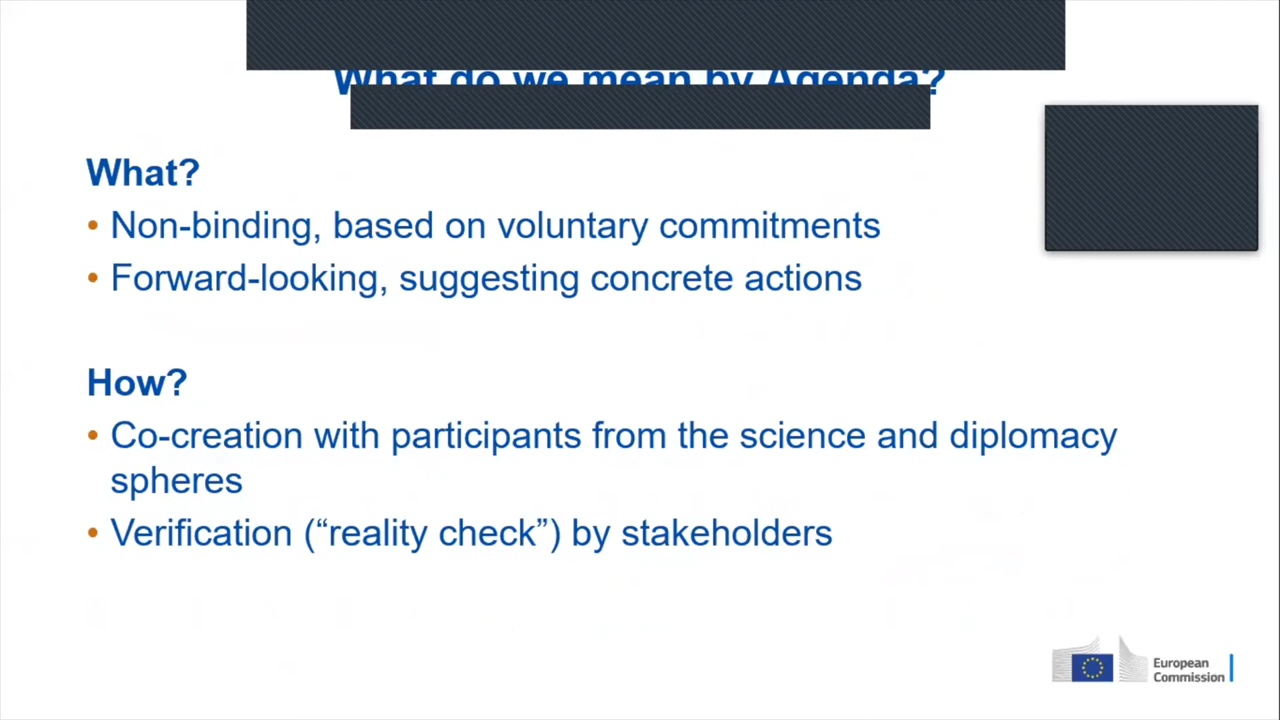 What do we mean by Agenda?
What?
• Non-binding, based on voluntary commitments
• Forward-looking, suggesting concrete actions
How?
• Co-creation with participants from the science and diplomacy
spheres
• Verification (“reality check”) by stakeholders
European
Commission